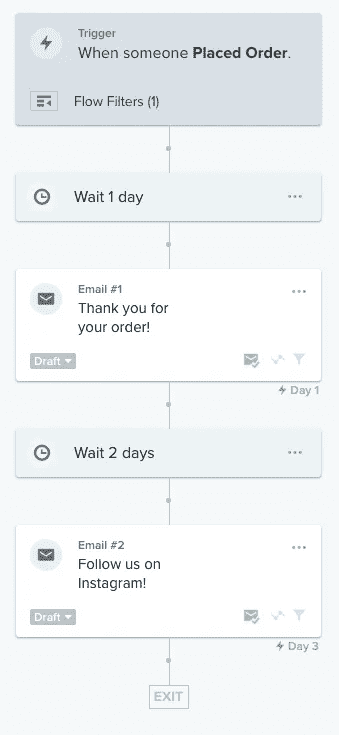 Trigger
When someone Placed Order.
Flow Filters (1)
Wait 1 day
Email #1
Thank you for
your order!
Draft
Day 1
Wait 2 days
Email #2
Follow us on
Instagram!
Draft
Day 3
EXIT